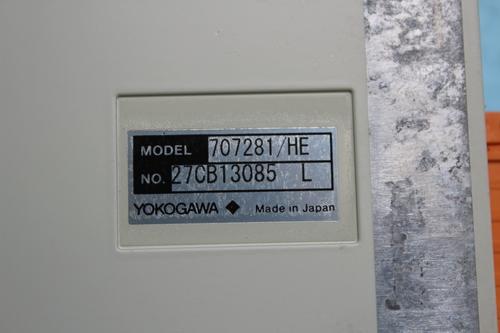 MODEL 707281/HE
NO. 27CB13085 L
YOKOGAWA ◆ Made in Japan